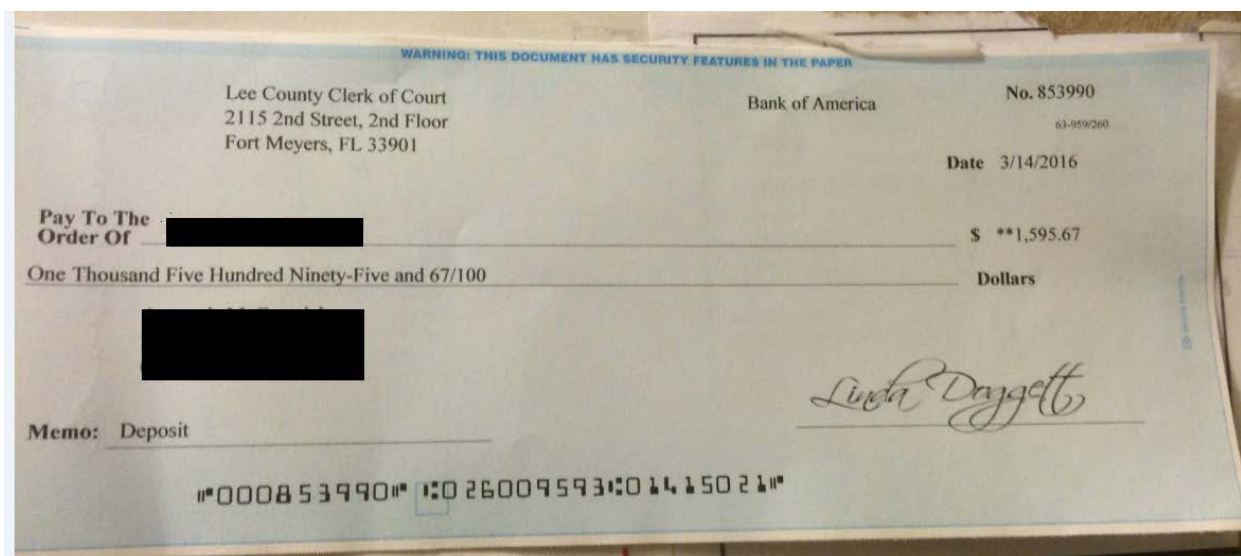 WARNING: THIS DOCUMENT HAS SECURITY FEATURES IN THE PAPER
Lee County Clerk of Court
2115 2nd Street, 2nd Floor
Fort Meyers, FL 33901
Bank of America
No. 853990
63-959/260
Date 3/14/2016
Pay To The
Order Of
$ **1,595.67
One Thousand Five Hundred Ninety-Five and 67/100
Dollars
Linda Doggett
Memo: Deposit
⑈000853990⑈ ⑆026009593⑆01415021⑈